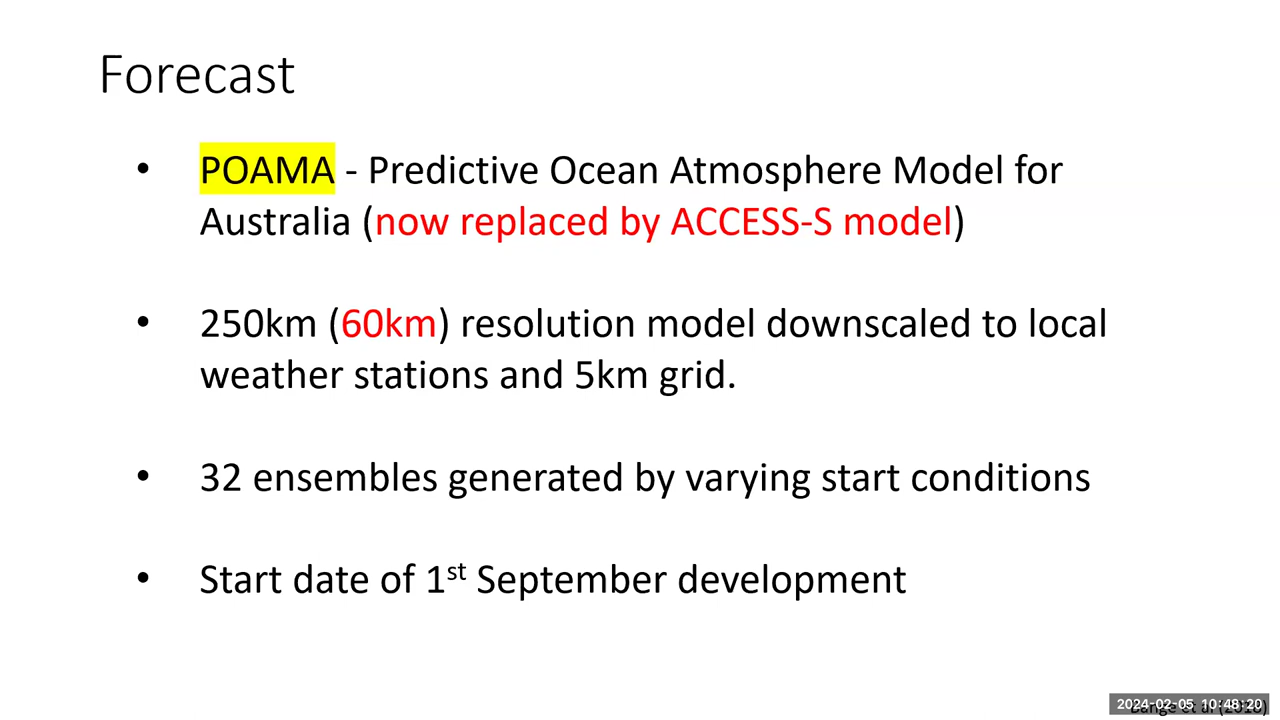 Forecast
• POAMA - Predictive Ocean Atmosphere Model for
Australia (now replaced by ACCESS-S model)
• 250km (60km) resolution model downscaled to local
weather stations and 5km grid.
• 32 ensembles generated by varying start conditions
• Start date of 1st September development
2024-02-05 10:48:20